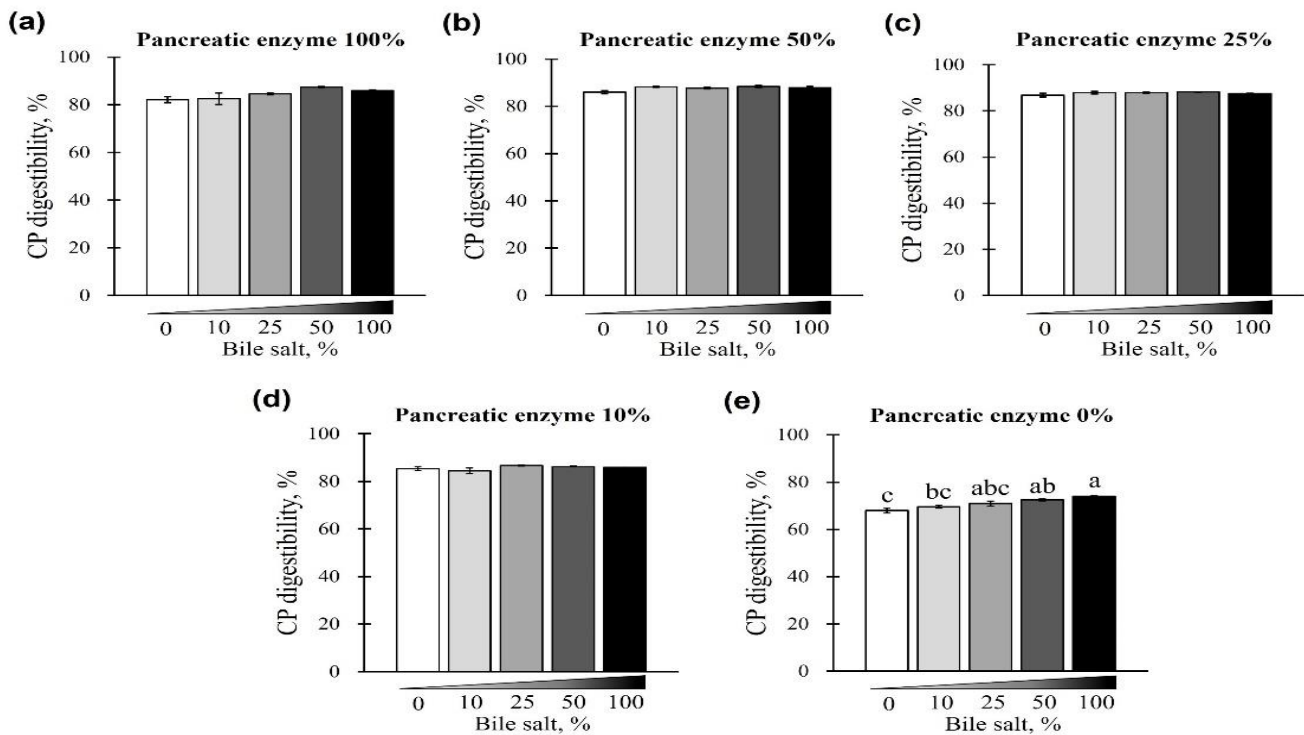 (a)
Pancreatic enzyme 100%
CP digestibility, %
100
80
60
40
20
0
0 10 25 50 100
Bile salt, %
(b)
Pancreatic enzyme 50%
CP digestibility, %
100
80
60
40
20
0
0 10 25 50 100
Bile salt, %
(c)
Pancreatic enzyme 25%
CP digestibility, %
100
80
60
40
20
0
0 10 25 50 100
Bile salt, %
(d)
Pancreatic enzyme 10%
CP digestibility, %
100
80
60
40
20
0
0 10 25 50 100
Bile salt, %
(e)
Pancreatic enzyme 0%
CP digestibility, %
100
80
60
40
20
0
c bc abc ab a
0 10 25 50 100
Bile salt, %